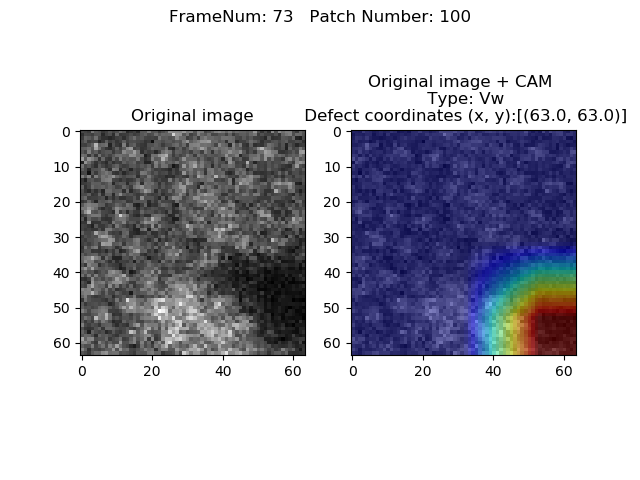 FrameNum: 73   Patch Number: 100
Original image
Original image + CAM
Type: Vw
Defect coordinates (x, y):[(63.0, 63.0)]
0
10
20
30
40
50
60
0 20 40 60
0
10
20
30
40
50
60
0 20 40 60